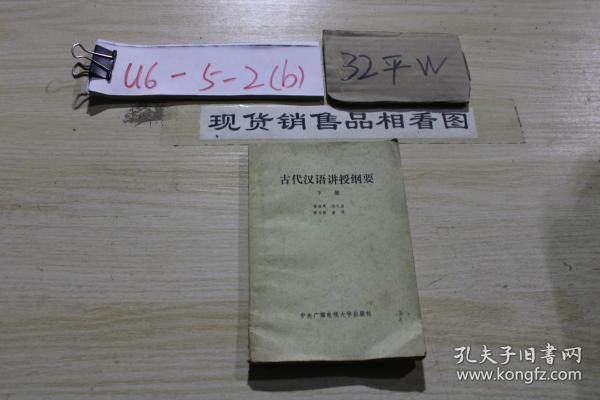 U6-5-2(b)
32平W
现货销售品相看图
古代汉语讲授纲要
下册
中央广播电视大学出版社
孔夫子旧书网
www.kongfz.com